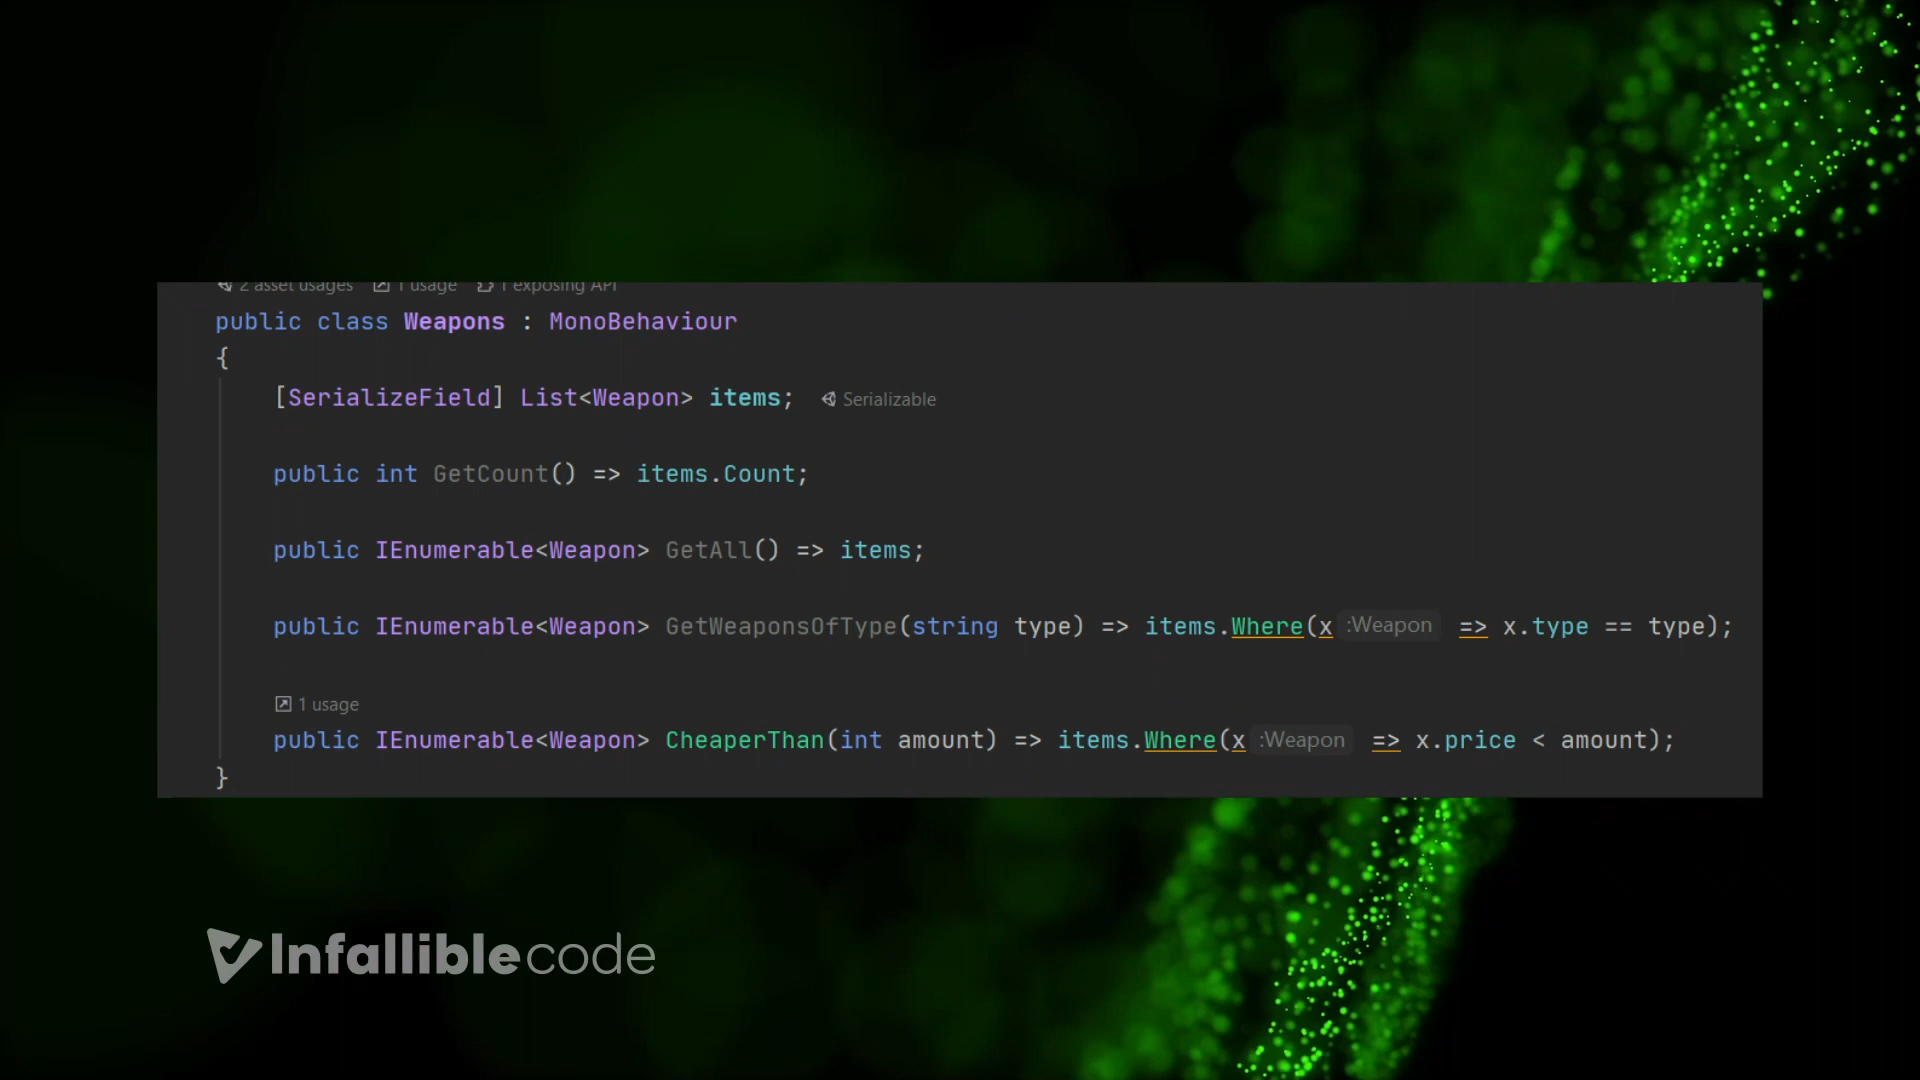 2 asset usages 1 usage 1 exposing API
public class Weapons : MonoBehaviour
{
[SerializeField] List<Weapon> items; Serializable
public int GetCount() => items.Count;
public IEnumerable<Weapon> GetAll() => items;
public IEnumerable<Weapon> GetWeaponsOfType(string type) => items.Where(x :Weapon => x.type == type);
1 usage
public IEnumerable<Weapon> CheaperThan(int amount) => items.Where(x :Weapon => x.price < amount);
}
Infalliblecode